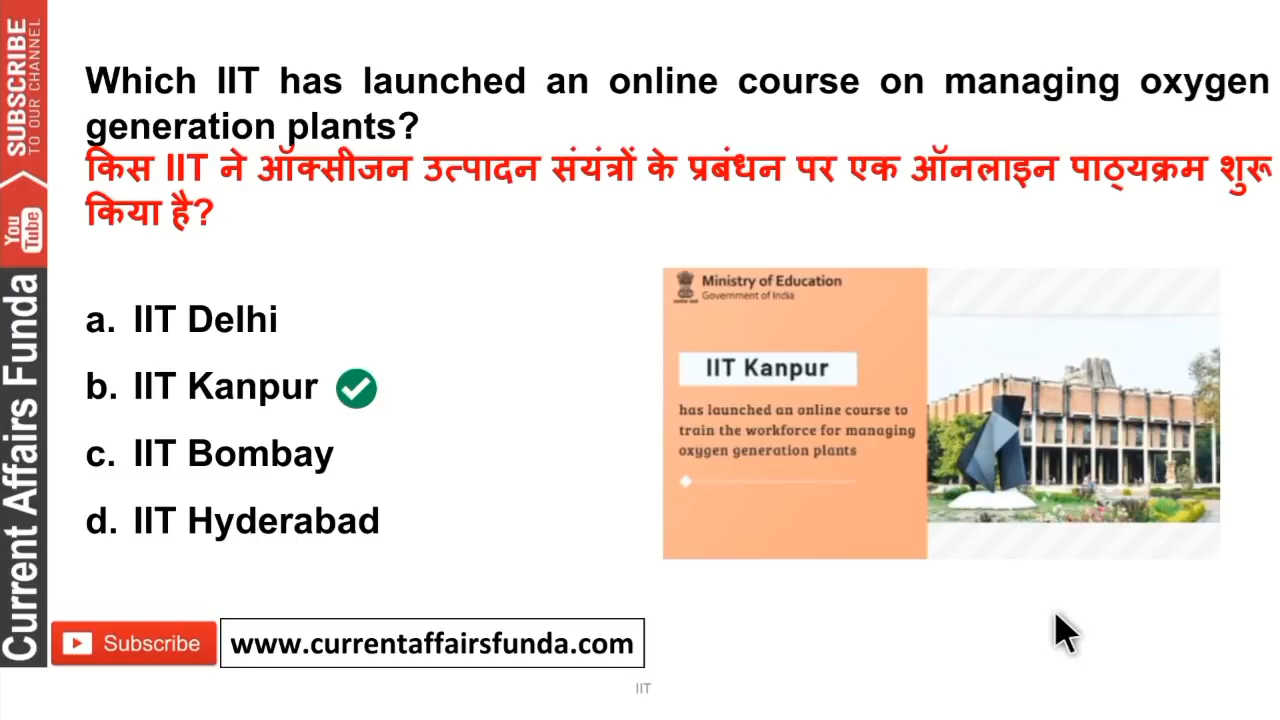 SUBSCRIBE
TO OUR CHANNEL
You
Tube
Current Affairs Funda
Which IIT has launched an online course on managing oxygen
generation plants?
किस IIT ने ऑक्सीजन उत्पादन संयंत्रों के प्रबंधन पर एक ऑनलाइन पाठ्यक्रम शुरू
किया है?
a. IIT Delhi
b. IIT Kanpur
c. IIT Bombay
d. IIT Hyderabad
Ministry of Education
Government of India
IIT Kanpur
has launched an online course to
train the workforce for managing
oxygen generation plants
Subscribe
www.currentaffairsfunda.com
IIT